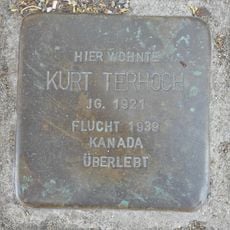 HIER WOHNTE
KURT TERHOCH
JG. 1921
FLUCHT 1939
KANADA
ÜBERLEBT